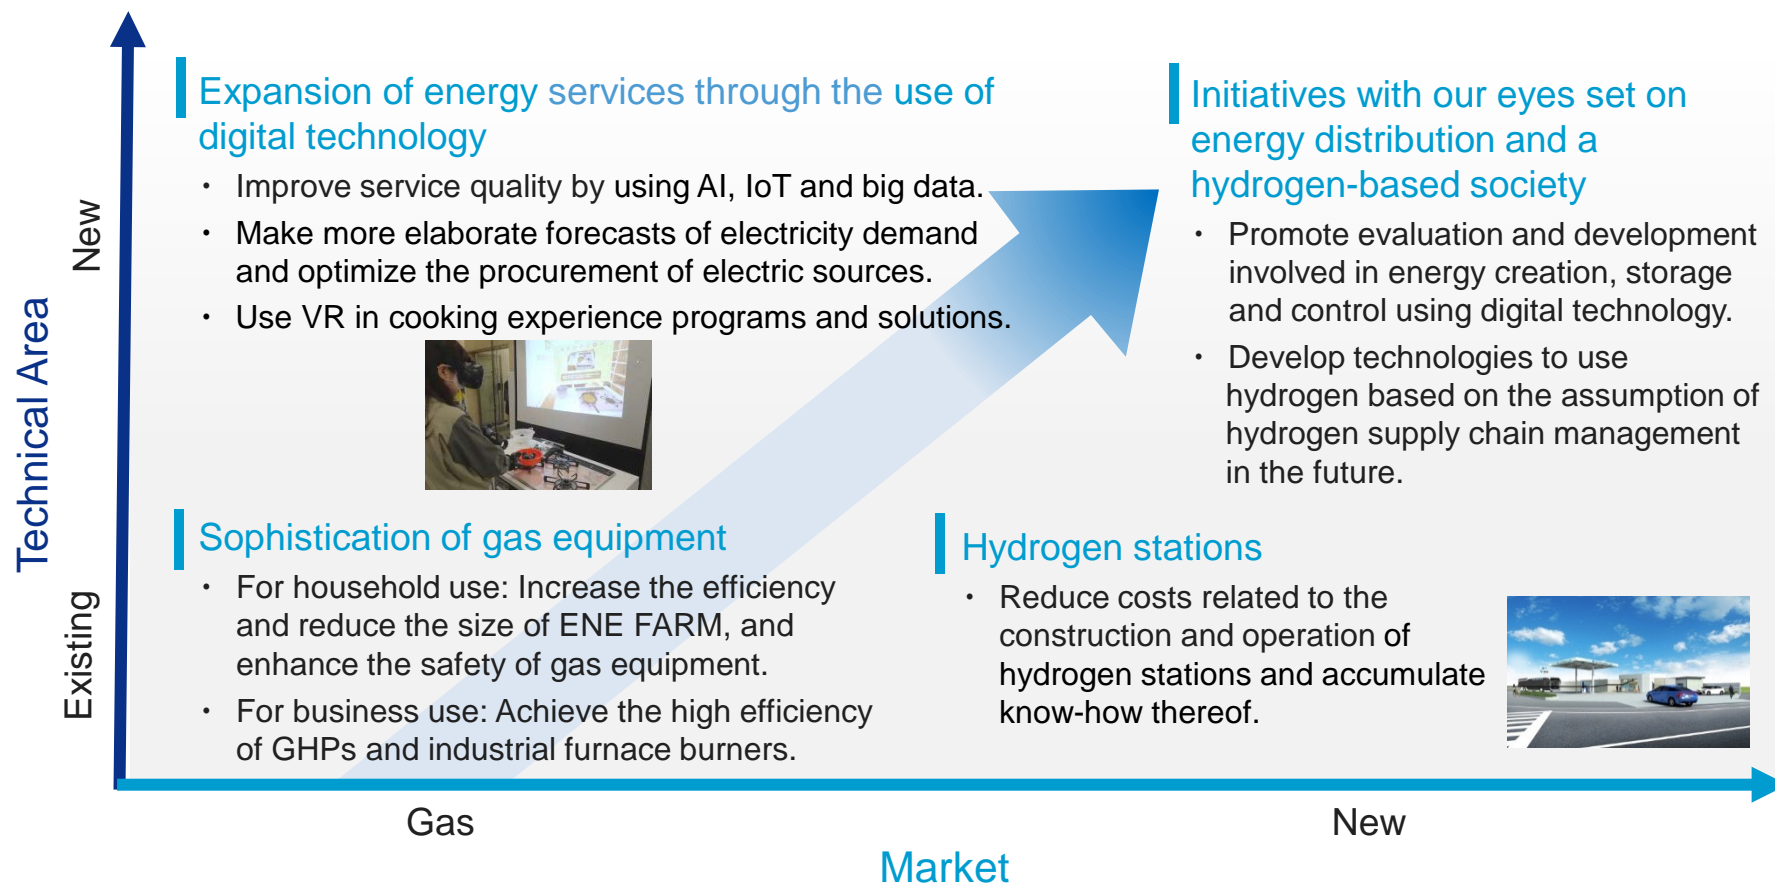 Expansion of energy services through the use of
digital technology
・ Improve service quality by using AI, IoT and big data.
・ Make more elaborate forecasts of electricity demand
and optimize the procurement of electric sources.
・ Use VR in cooking experience programs and solutions.
Initiatives with our eyes set on
energy distribution and a
hydrogen-based society
・ Promote evaluation and development
involved in energy creation, storage
and control using digital technology.
・ Develop technologies to use
hydrogen based on the assumption of
hydrogen supply chain management
in the future.
Sophistication of gas equipment
・ For household use: Increase the efficiency
and reduce the size of ENE FARM, and
enhance the safety of gas equipment.
・ For business use: Achieve the high efficiency
of GHPs and industrial furnace burners.
Hydrogen stations
・ Reduce costs related to the
construction and operation of
hydrogen stations and accumulate
know-how thereof.
Technical Area
New
Existing
Gas
New
Market